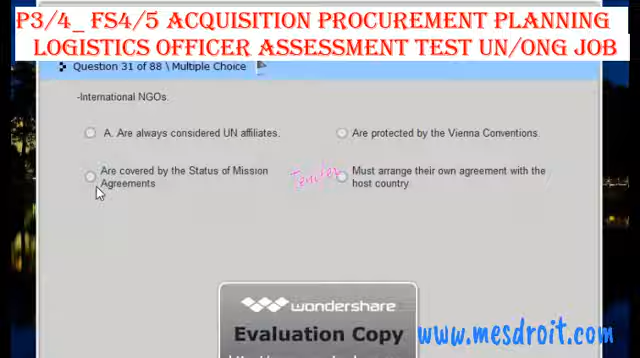 P3/4_ FS4/5 ACQUISITION PROCUREMENT PLANNING
LOGISTICS OFFICER ASSESSMENT TEST UN/ONG JOB
Question 31 of 88 \ Multiple Choice
-International NGOs.
A. Are always considered UN affiliates.
Are protected by the Vienna Conventions.
Are covered by the Status of Mission
Agreements
Must arrange their own agreement with the
host country
wondershare
Evaluation Copy
www.mesdroit.com